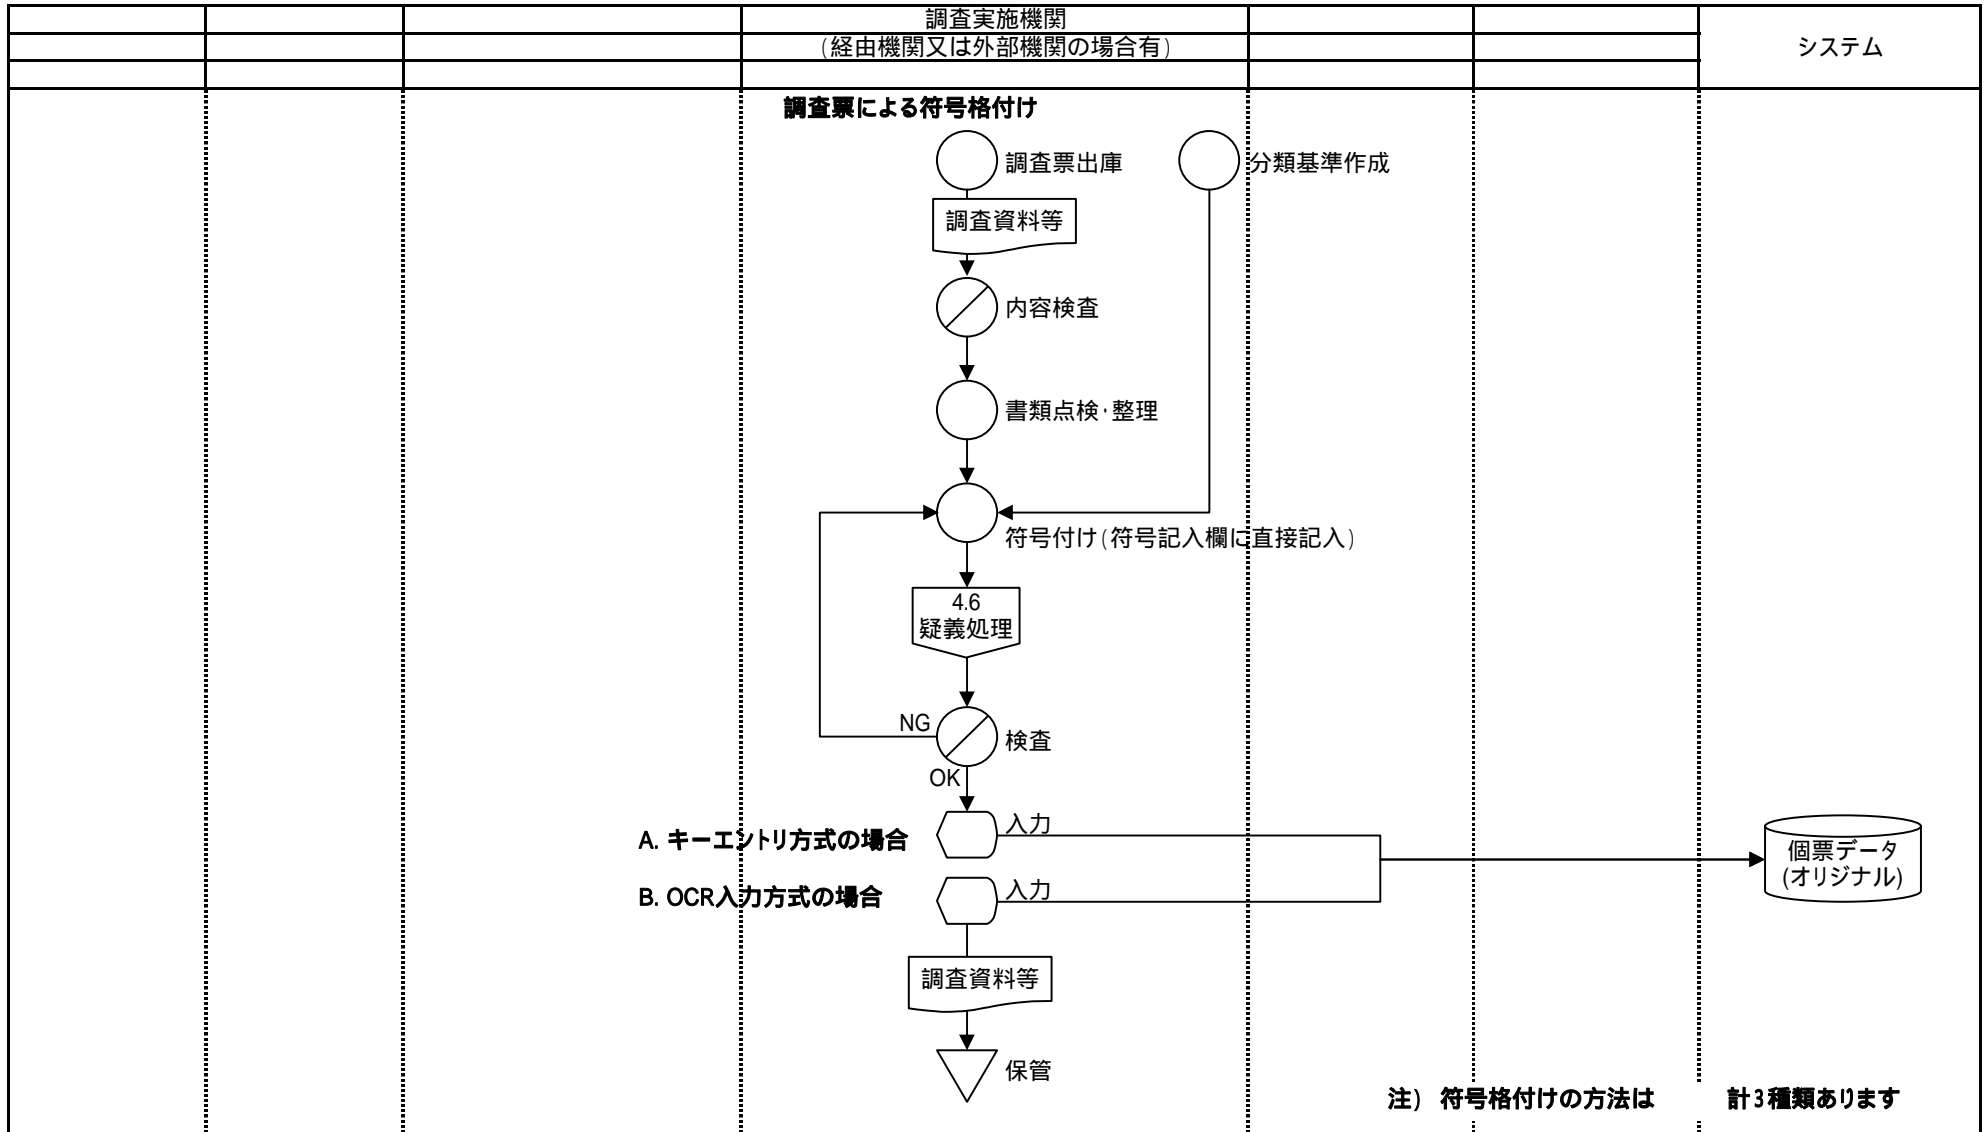 調査実施機関
(経由機関又は外部機関の場合有)
システム
調査票による符号格付け
調査票出庫
分類基準作成
調査資料等
内容検査
書類点検・整理
符号付け(符号記入欄に直接記入)
4.6
疑義処理
NG
検査
OK
A. キーエントリ方式の場合
入力
個票データ
(オリジナル)
B. OCR入力方式の場合
入力
調査資料等
保管
注) 符号格付けの方法は 計3種類あります